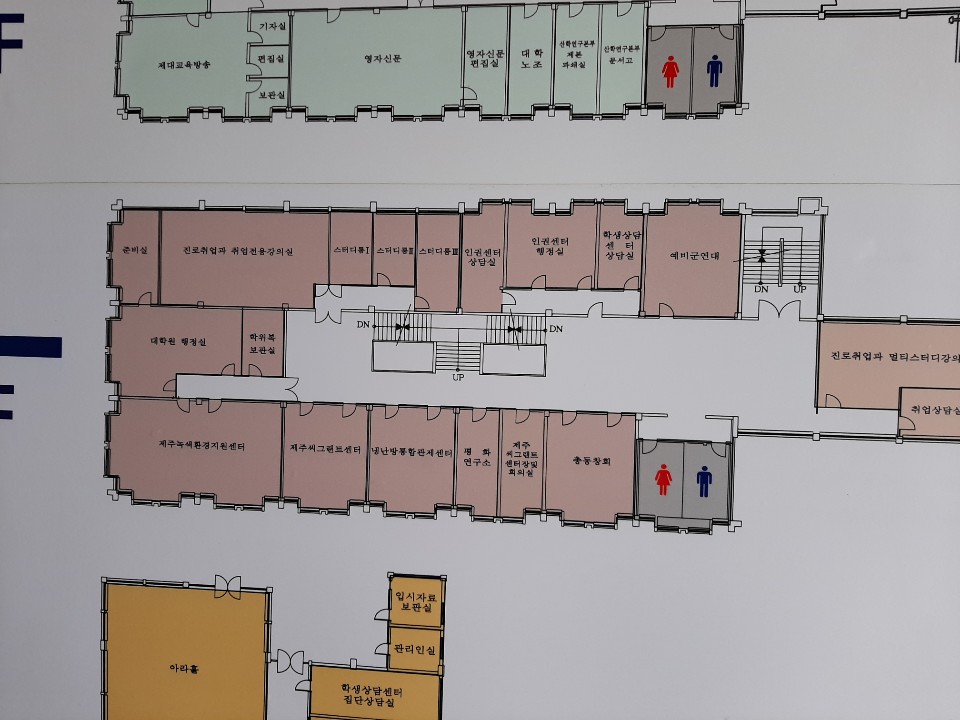 F
제대교육방송
기자실
편집실
보관실
영자신문
영자신문
편집실
대학
노조
산학연구본부
제본
파쇄실
산학연구본부
문서고
준비실
진로취업과 취업전용강의실
스터디룸Ⅰ
스터디룸Ⅱ
스터디룸Ⅲ
인권센터
상담실
인권센터
행정실
학생상담
센 터
상담실
예비군연대
DN
UP
대학원 행정실
학위복
보관실
DN
DN
UP
진로취업과 멀티스터디강의
취업상담실
F
제주녹색환경지원센터
제주씨그랜트센터
냉난방통합관제센터
평 화
연구소
제주
씨그랜트
센터장및
회의실
총동창회
입시자료
보관실
관리인실
아라홀
학생상담센터
집단상담실